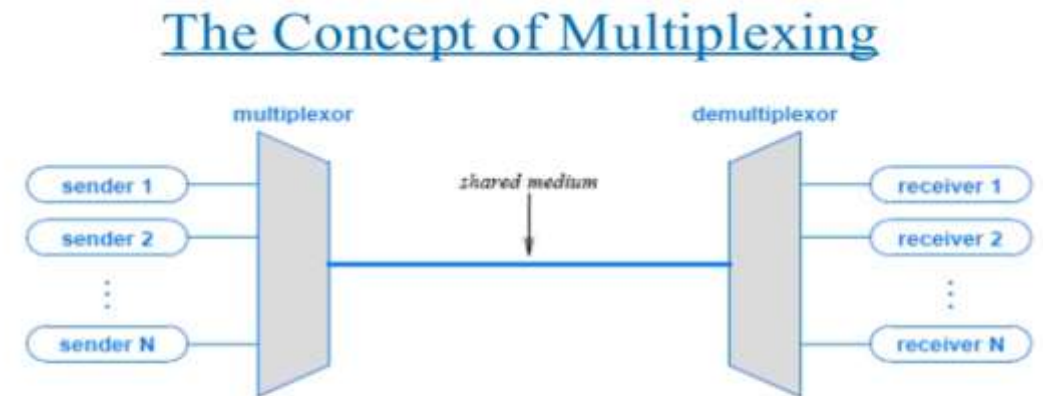 The Concept of Multiplexing
multiplexor
demultiplexor
shared medium
sender 1
receiver 1
sender 2
receiver 2
sender N
receiver N